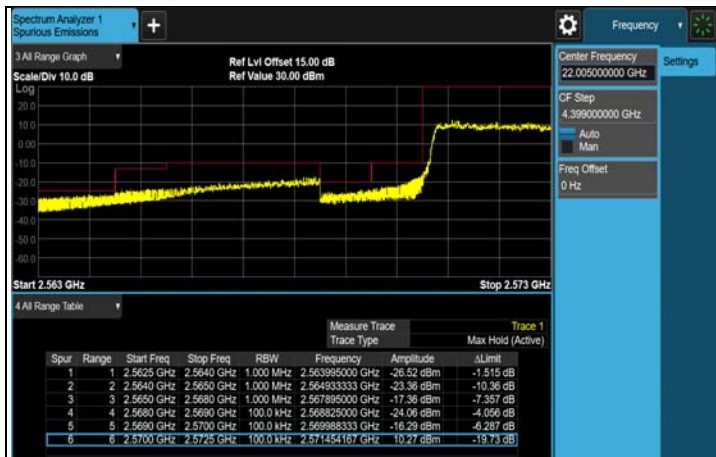 Spectrum Analyzer 1
Spurious Emissions
Frequency
3 All Range Graph
Ref Lvl Offset 15.00 dB
Scale/Div 10.0 dB
Ref Value 30.00 dBm
Log
20.0
10.0
0.00
-10.0
-20.0
-30.0
-40.0
-50.0
-60.0
Start 2.563 GHz
Stop 2.573 GHz
Center Frequency
22.005000000 GHz
Settings
CF Step
4.399000000 GHz
Auto
Man
Freq Offset
0 Hz
4 All Range Table
Measure Trace Trace 1
Trace Type Max Hold (Active)
Spur Range Start Freq Stop Freq RBW Frequency Amplitude ΔLimit
1 1 2.5625 GHz 2.5640 GHz 1.000 MHz 2.563995000 GHz -26.52 dBm -1.515 dB
2 2 2.5640 GHz 2.5650 GHz 1.000 MHz 2.564933333 GHz -23.36 dBm -10.36 dB
3 3 2.5650 GHz 2.5680 GHz 1.000 MHz 2.567895000 GHz -17.36 dBm -7.357 dB
4 4 2.5680 GHz 2.5690 GHz 100.0 kHz 2.568825000 GHz -24.06 dBm -4.056 dB
5 5 2.5690 GHz 2.5700 GHz 100.0 kHz 2.569988333 GHz -16.29 dBm -6.287 dB
6 6 2.5700 GHz 2.5725 GHz 100.0 kHz 2.571454167 GHz 10.27 dBm -19.73 dB